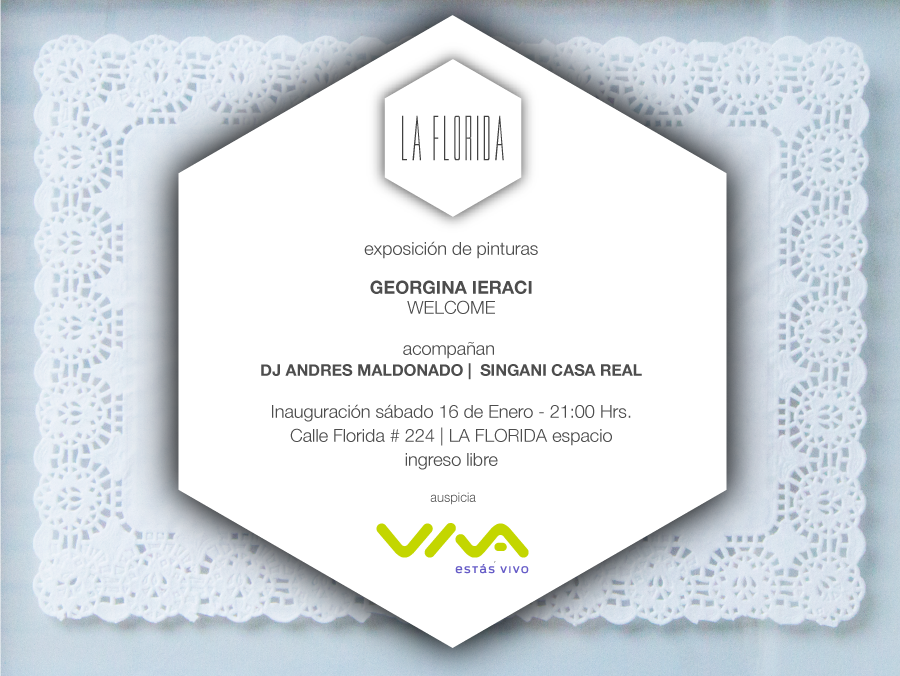 LA FLORIDA
exposición de pinturas
GEORGINA IERACI
WELCOME
acompañan
DJ ANDRES MALDONADO | SINGANI CASA REAL
Inauguración sábado 16 de Enero - 21:00 Hrs.
Calle Florida # 224 | LA FLORIDA espacio
ingreso libre
auspicia
VIVA
ESTÁS VIVO